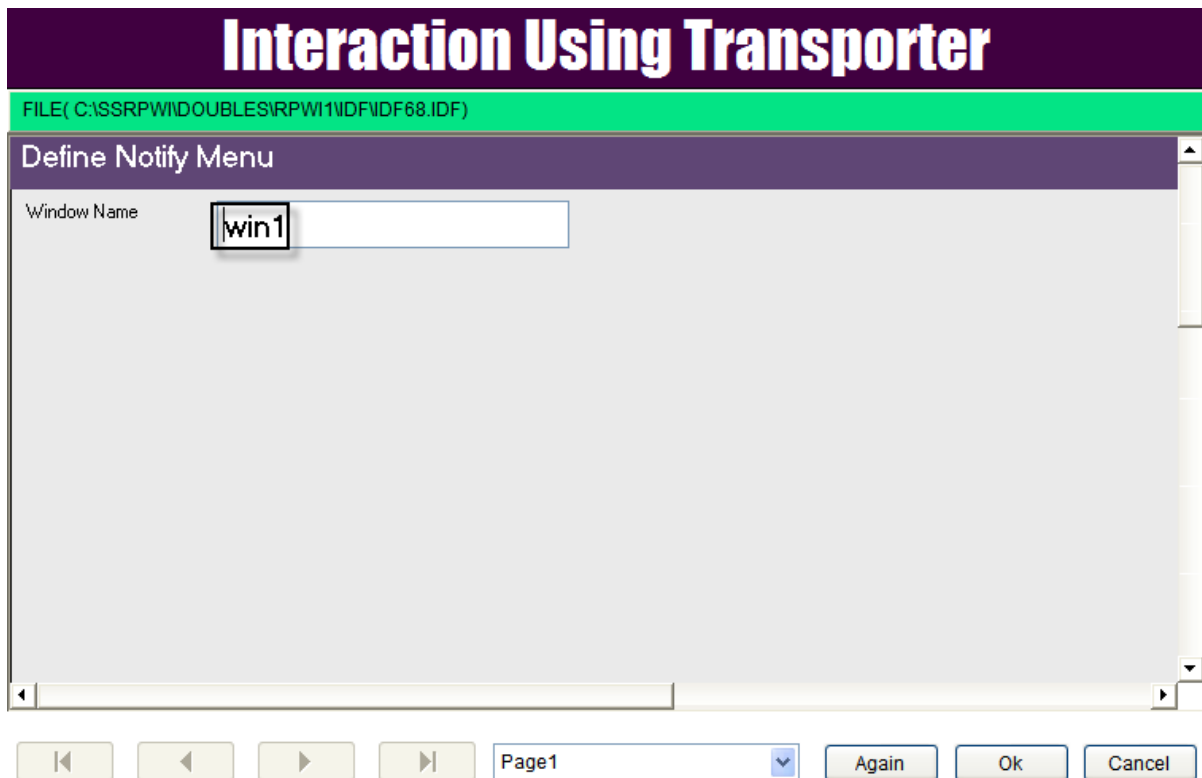 Interaction Using Transporter
FILE( C:\SSRPWI\DOUBLES\RPWI1\IDF\IDF68.IDF)
Define Notify Menu
Window Name
win1
Page1
Again
Ok
Cancel